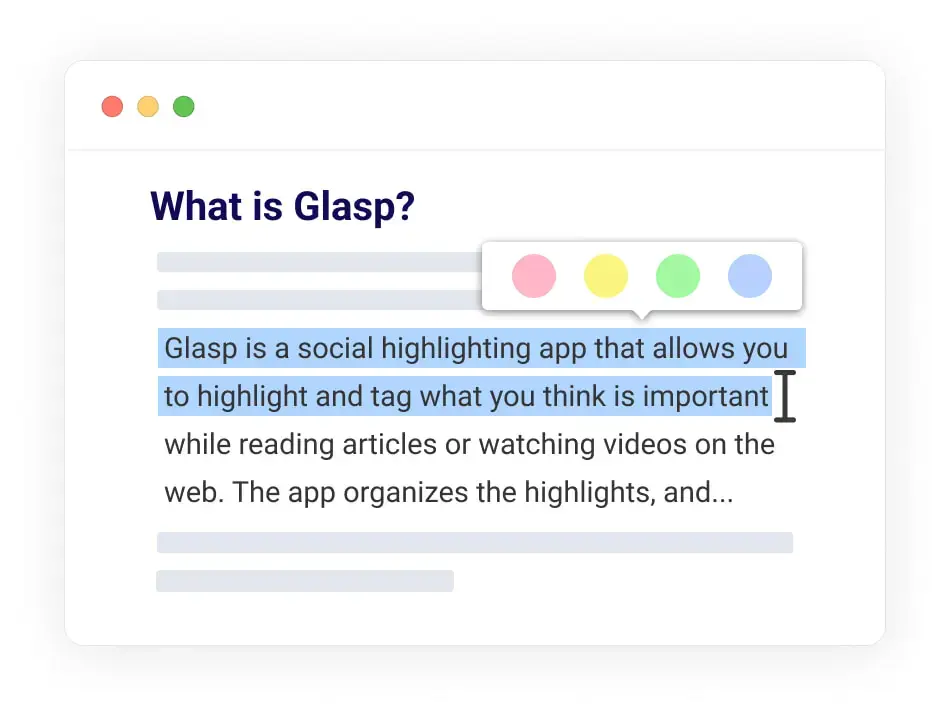 What is Glasp?
Glasp is a social highlighting app that allows you
to highlight and tag what you think is important
while reading articles or watching videos on the
web. The app organizes the highlights, and...